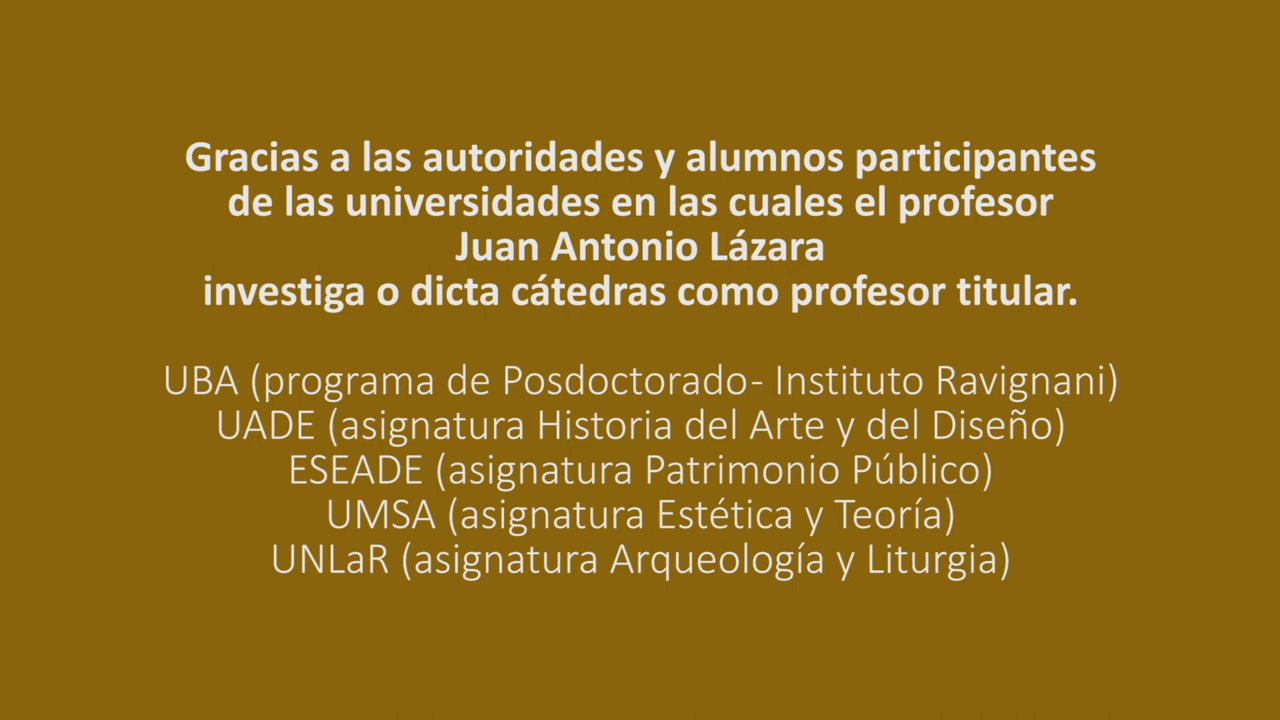 Gracias a las autoridades y alumnos participantes
de las universidades en las cuales el profesor
Juan Antonio Lázara
investiga o dicta cátedras como profesor titular.
UBA (programa de Posdoctorado- Instituto Ravignani)
UADE (asignatura Historia del Arte y del Diseño)
ESEADE (asignatura Patrimonio Público)
UMSA (asignatura Estética y Teoría)
UNLaR (asignatura Arqueología y Liturgia)